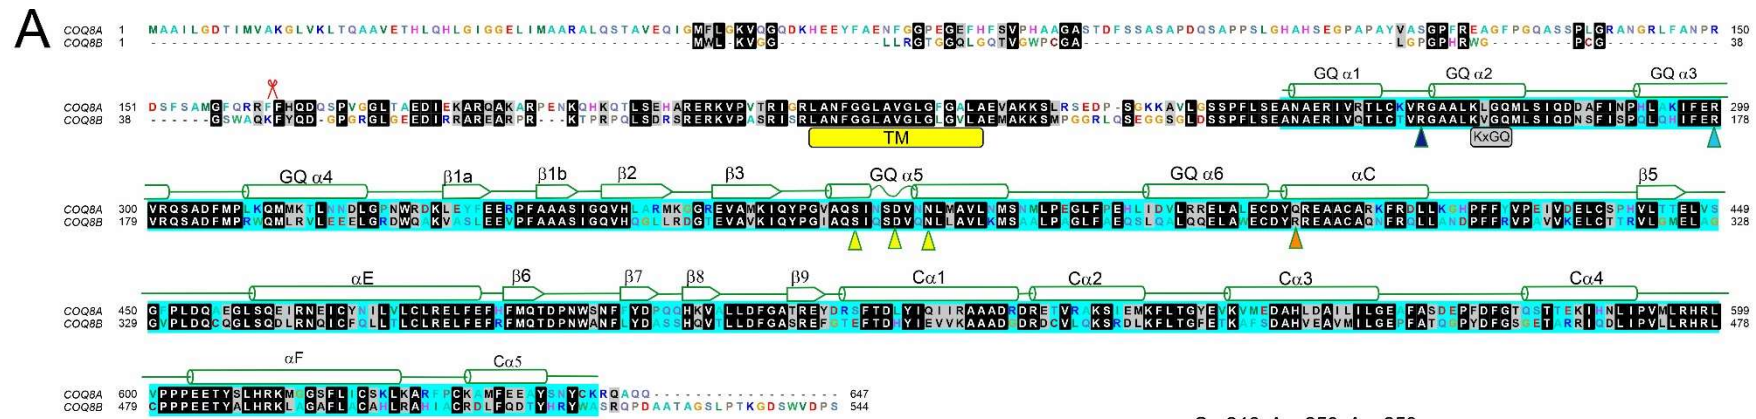 A
COQ8A 1 MAAILGDTIMVAKGLVKLTQAAVETHLQHLGIGGELIMAARALQSTAVEQIGMFLGKVQGQDKHEEYFAENFGGPEGEFHFSVPHAAGASTDFSSASAPDQSAPPSLGHAHSEGPAPAYVASGPFREAGFPGQASSPLGRANGRLFANPR 150
COQ8B 1 ----------------------------------------------------MWL-KVGG----------LLRGTGGQLGQTVGWPCGA------------------------------LGPGPHRWG--------PCG------------ 38
GQ α1 GQ α2 GQ α3
COQ8A 151 DSFSAMGFQRRFFHQDQSPVGGLTAEDIEKARQAKARPENKQHKQTLSEHARERKVPVTRIGRLANFGGLAVGLGFGALAEVAKKSLRSEDP-SGKKAVLGSSPFLSEANAERIVRTLCKVRGAALKLGQMLSIQDDAFINPHLAKIFER 299
COQ8B 38 ------GSWAQKFYQD-GPGRGLGEEDIRRAREARPR---KTPRPQLSDRSRERKVPASRISRLANFGGLAVGLGLGVLAEMAKKSMPGGRLQSEGGSGLDSSPFLSEANAERIVQTLCTVRGAALKVGQMLSIQDNSFISPQLQHIFER 178
TM KxGQ
GQ α4 β1a β1b β2 β3 GQ α5 GQ α6 αC β5
COQ8A 300 VRQSADFMPLKQMMKTLNNDLGPNWRDKLEYFEERPFAAASIGQVHLARMKGGREVAMKIQYPGVAQSINSDVNNLMAVLNMSNMLPEGLFPEHLIDVLRRELALECDYQREAACARKFRDLLKGHPFFYVPEIVDELCSPHVLTTELVS 449
COQ8B 179 VRQSADFMPRWQMLRVLEEELGRDWQAKVASLEEVPFAAASIGQVHQGLLRDGTEVAVKIQYPGIAQSIQSDVQNLLAVLKMSAALPAGLFAEQSLQALQQELAWECDYRREAACAQNFRQLLANDPFFRVPAVVKELCTTRVLGMELAG 328
αE β6 β7 β8 β9 Cα1 Cα2 Cα3 Cα4
COQ8A 450 GFPLDQAEGLSQEIRNEICYNILVLCLRELFEFHFMQTDPNWSNFFYDPQQHKVALLDFGATREYDRSFTDLYIQIIRAAADRDRETVRAKSIEMKFLTGYEVKVMEDAHLDAILILGEAFASDEPFDFGTQSTTEKIHNLIPVMLRHRL 599
COQ8B 329 GVPLDQCQGLSQDLRNQICFQLLTLCLRELFEFRFMQTDPNWANFLYDASSHQVTLLDFGASREFGTEFTDHYIEVVKAAADGDRDCVLQKSRDLKFLTGFETKAFSDAHVEAVMILGEPFATQGPYDFGSGETARRIQDLIPVLLRHRL 478
αF Cα5
COQ8A 600 VPPPEETYSLHRKMGGSFLICSKLKARFPCKAMFEEAYSNYCKRQAQQ------------------ 647
COQ8B 479 CPPPEETYALHRKLAGAFLACAHLRAHIACRDLFQDTYHRYWASRQPDAATAGSLPTKGDSWVDPS 544